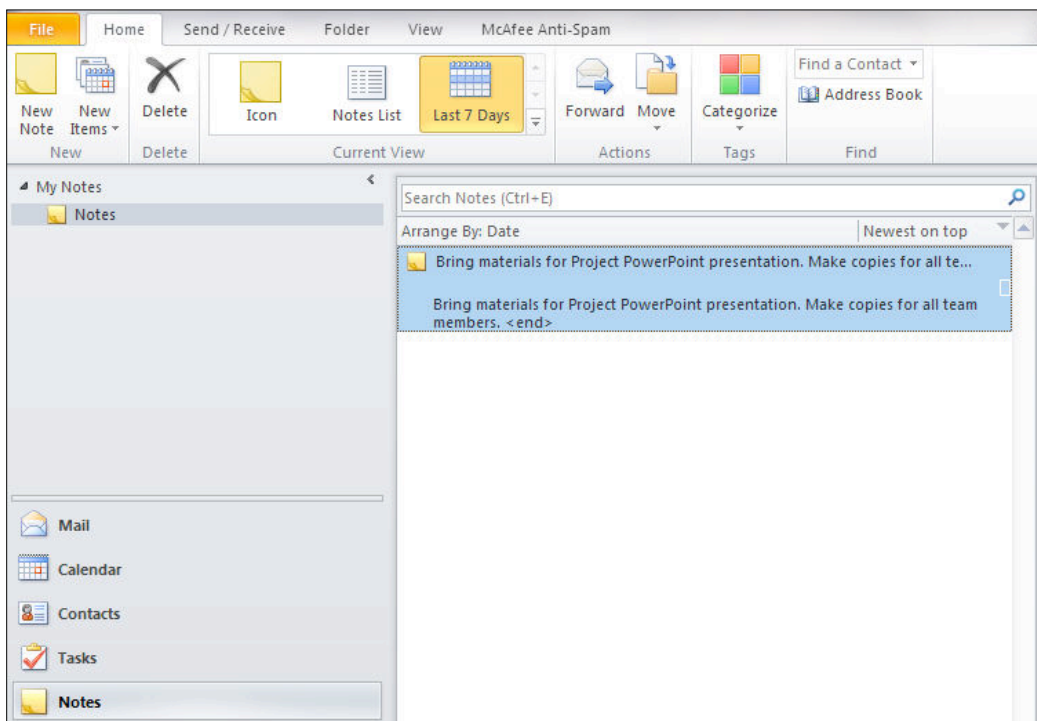 File Home Send / Receive Folder View McAfee Anti-Spam
New Note
New Items
Delete
Icon
Notes List
Last 7 Days
Forward
Move
Categorize
Find a Contact
Address Book
New Delete Current View Actions Tags Find
My Notes
Notes
Search Notes (Ctrl+E)
Arrange By: Date Newest on top
Bring materials for Project PowerPoint presentation. Make copies for all te...
Bring materials for Project PowerPoint presentation. Make copies for all team
members. <end>
Mail
Calendar
Contacts
Tasks
Notes